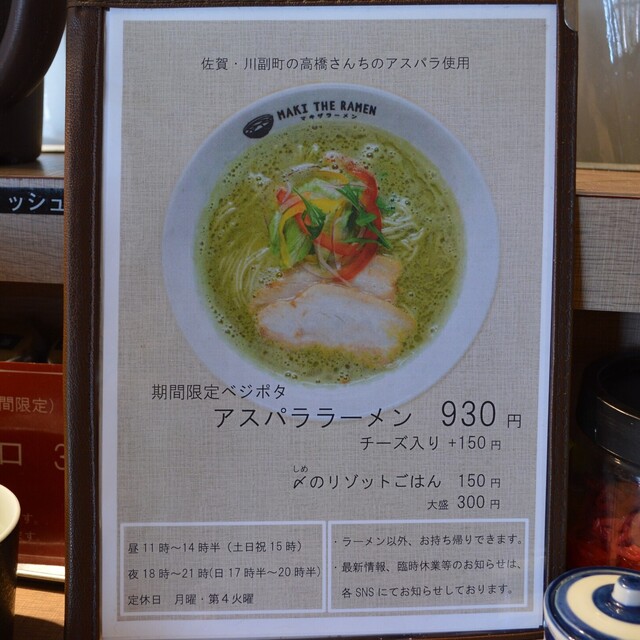 佐賀・川副町の高橋さんちのアスパラ使用
MAKI THE RAMEN
マキザラーメン
ッシュ
期間限定ベジポタ
アスパララーメン 930円
チーズ入り +150円
しめ
〆のリゾットごはん 150円
大盛 300円
間限定)
口 3
昼11時～14時半（土日祝15時）
夜18時～21時(日17時半～20時半)
定休日 月曜・第4火曜
・ラーメン以外、お持ち帰りできます。
・最新情報、臨時休業等のお知らせは、
各SNSにてお知らせしております。